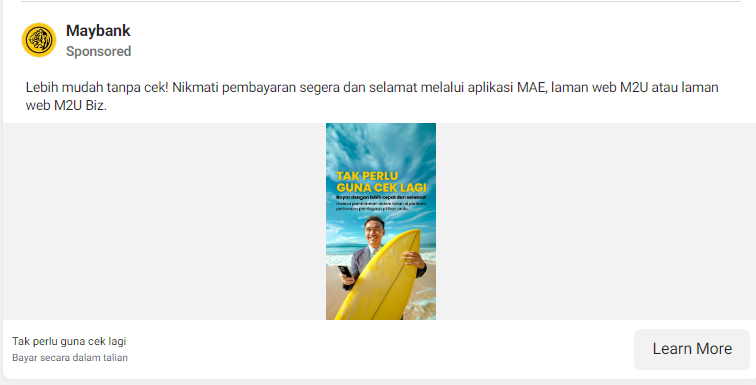 Maybank
Sponsored
Lebih mudah tanpa cek! Nikmati pembayaran segera dan selamat melalui aplikasi MAE, laman web M2U atau laman
web M2U Biz.
TAK PERLU
GUNA CEK LAGI
Bayar dengan lebih cepat dan selamat
Tak perlu guna cek lagi
Bayar secara dalam talian
Learn More